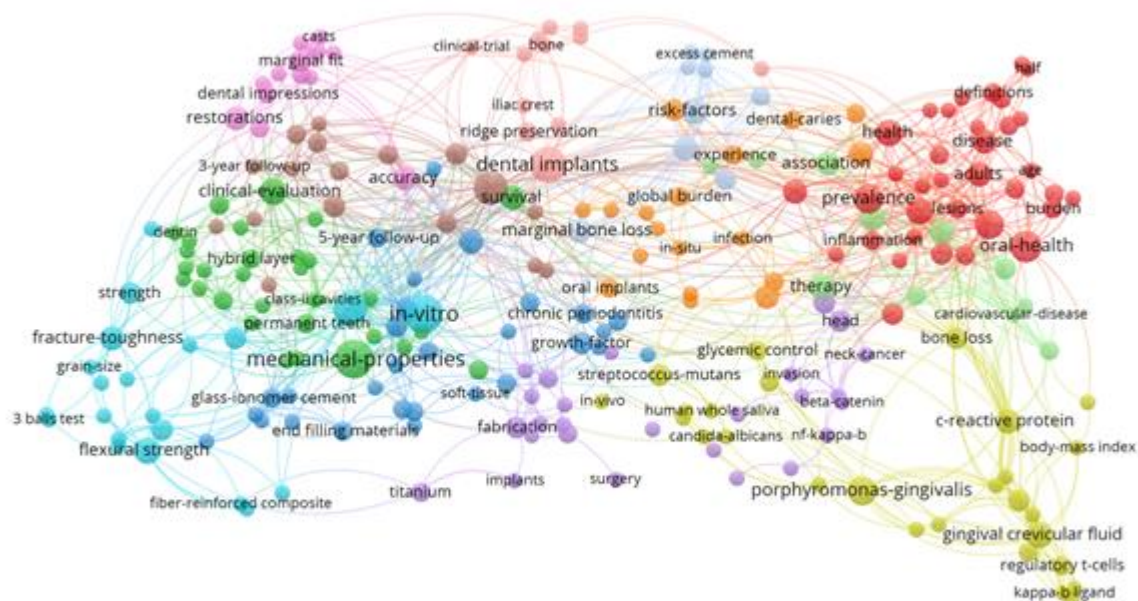 casts
marginal fit
dental impressions
restorations
clinical-trial
bone
iliac crest
ridge preservation
dental implants
excess cement
risk-factors
dental-caries
experience
association
health
half
definitions
disease
age
adults
burden
prevalence
lesions
inflammation
oral-health
3-year follow-up
clinical-evaluation
accuracy
survival
global burden
marginal bone loss
infection
in-situ
dentin
5-year follow-up
hybrid layer
strength
class-ii cavities
in-vitro
permanent teeth
oral implants
therapy
chronic periodontitis
head
cardiovascular-disease
fracture-toughness
growth-factor
bone loss
mechanical-properties
glycemic control
neck-cancer
grain-size
streptococcus-mutans
invasion
soft-tissue
in-vivo
beta-catenin
glass-ionomer cement
3 balls test
human whole saliva
end filling materials
fabrication
candida-albicans
nf-kappa-b
c-reactive protein
flexural strength
body-mass index
fiber-reinforced composite
titanium
implants
surgery
porphyromonas-gingivalis
gingival crevicular fluid
regulatory t-cells
kappa-b ligand